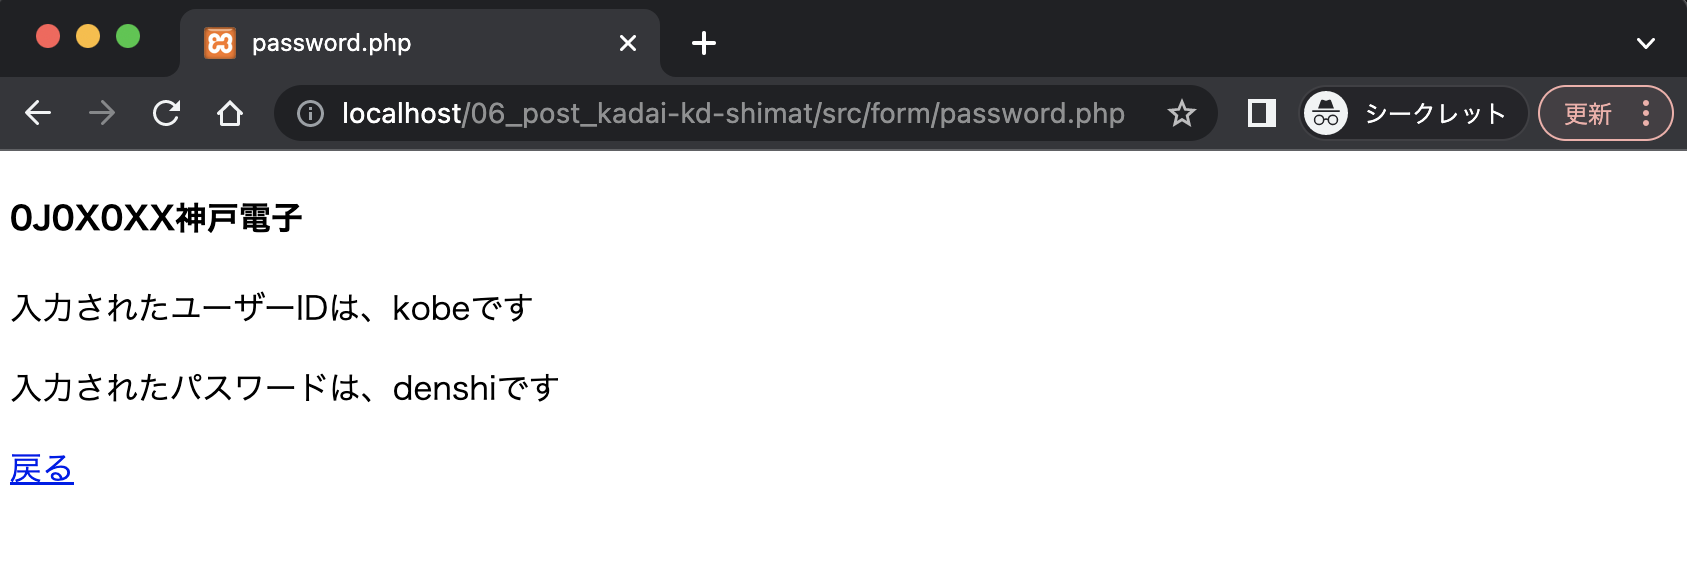 password.php
localhost/06_post_kadai-kd-shimat/src/form/password.php
シークレット
更新
0J0X0XX神戸電子
入力されたユーザーIDは、kobeです
入力されたパスワードは、denshiです
戻る